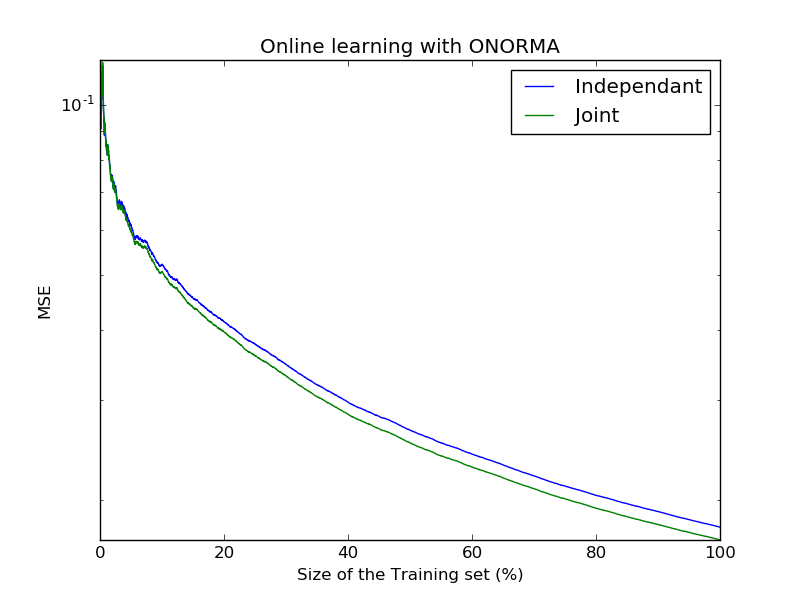 Online learning with ONORMA
10^-1
Independant
Joint
MSE
0 20 40 60 80 100
Size of the Training set (%)